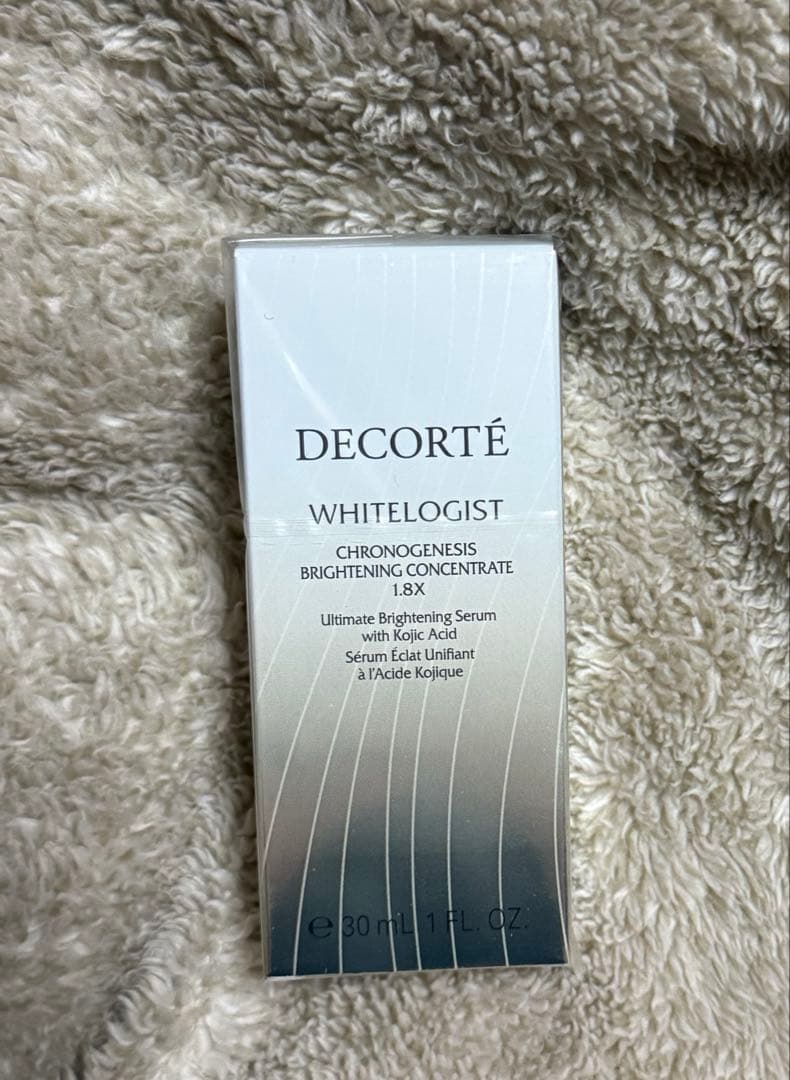 DECORTÉ
WHITELOGIST
CHRONOGENESIS
BRIGHTENING CONCENTRATE
1.8X
Ultimate Brightening Serum
with Kojic Acid
Sérum Éclat Unifiant
à l'Acide Kojique
℮ 30 mL 1 FL. OZ.